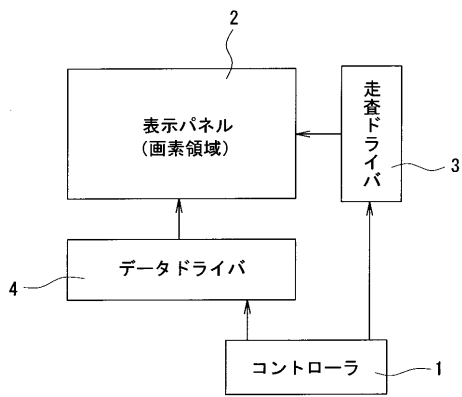 2
表示パネル
(画素領域)
走査ドライバ
3
データドライバ
4
コントローラ
1